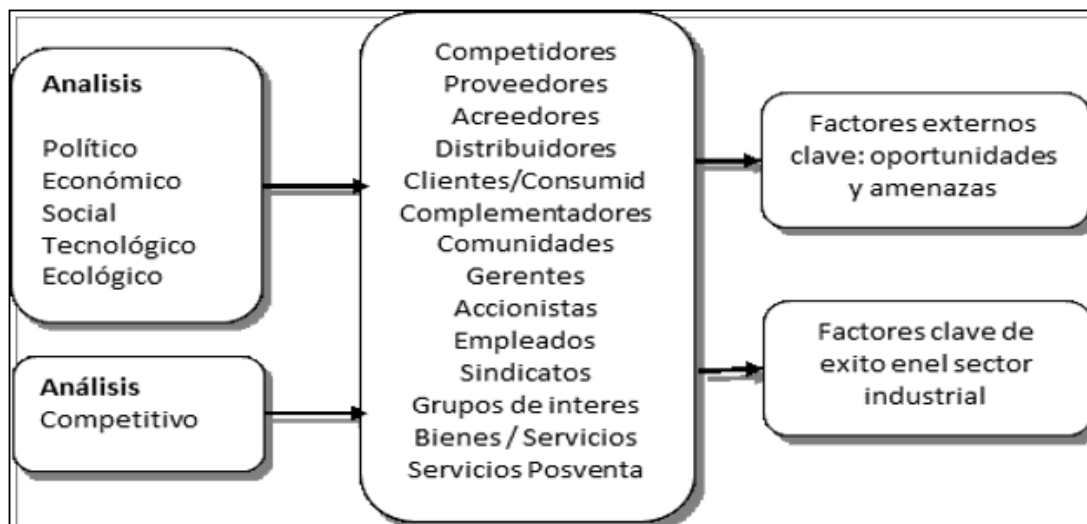 Analisis
Político
Económico
Social
Tecnológico
Ecológico
Análisis
Competitivo
Competidores
Proveedores
Acreedores
Distribuidores
Clientes/Consumid
Complementadores
Comunidades
Gerentes
Accionistas
Empleados
Sindicatos
Grupos de interes
Bienes / Servicios
Servicios Posventa
Factores externos
clave: oportunidades
y amenazas
Factores clave de
exito enel sector
industrial